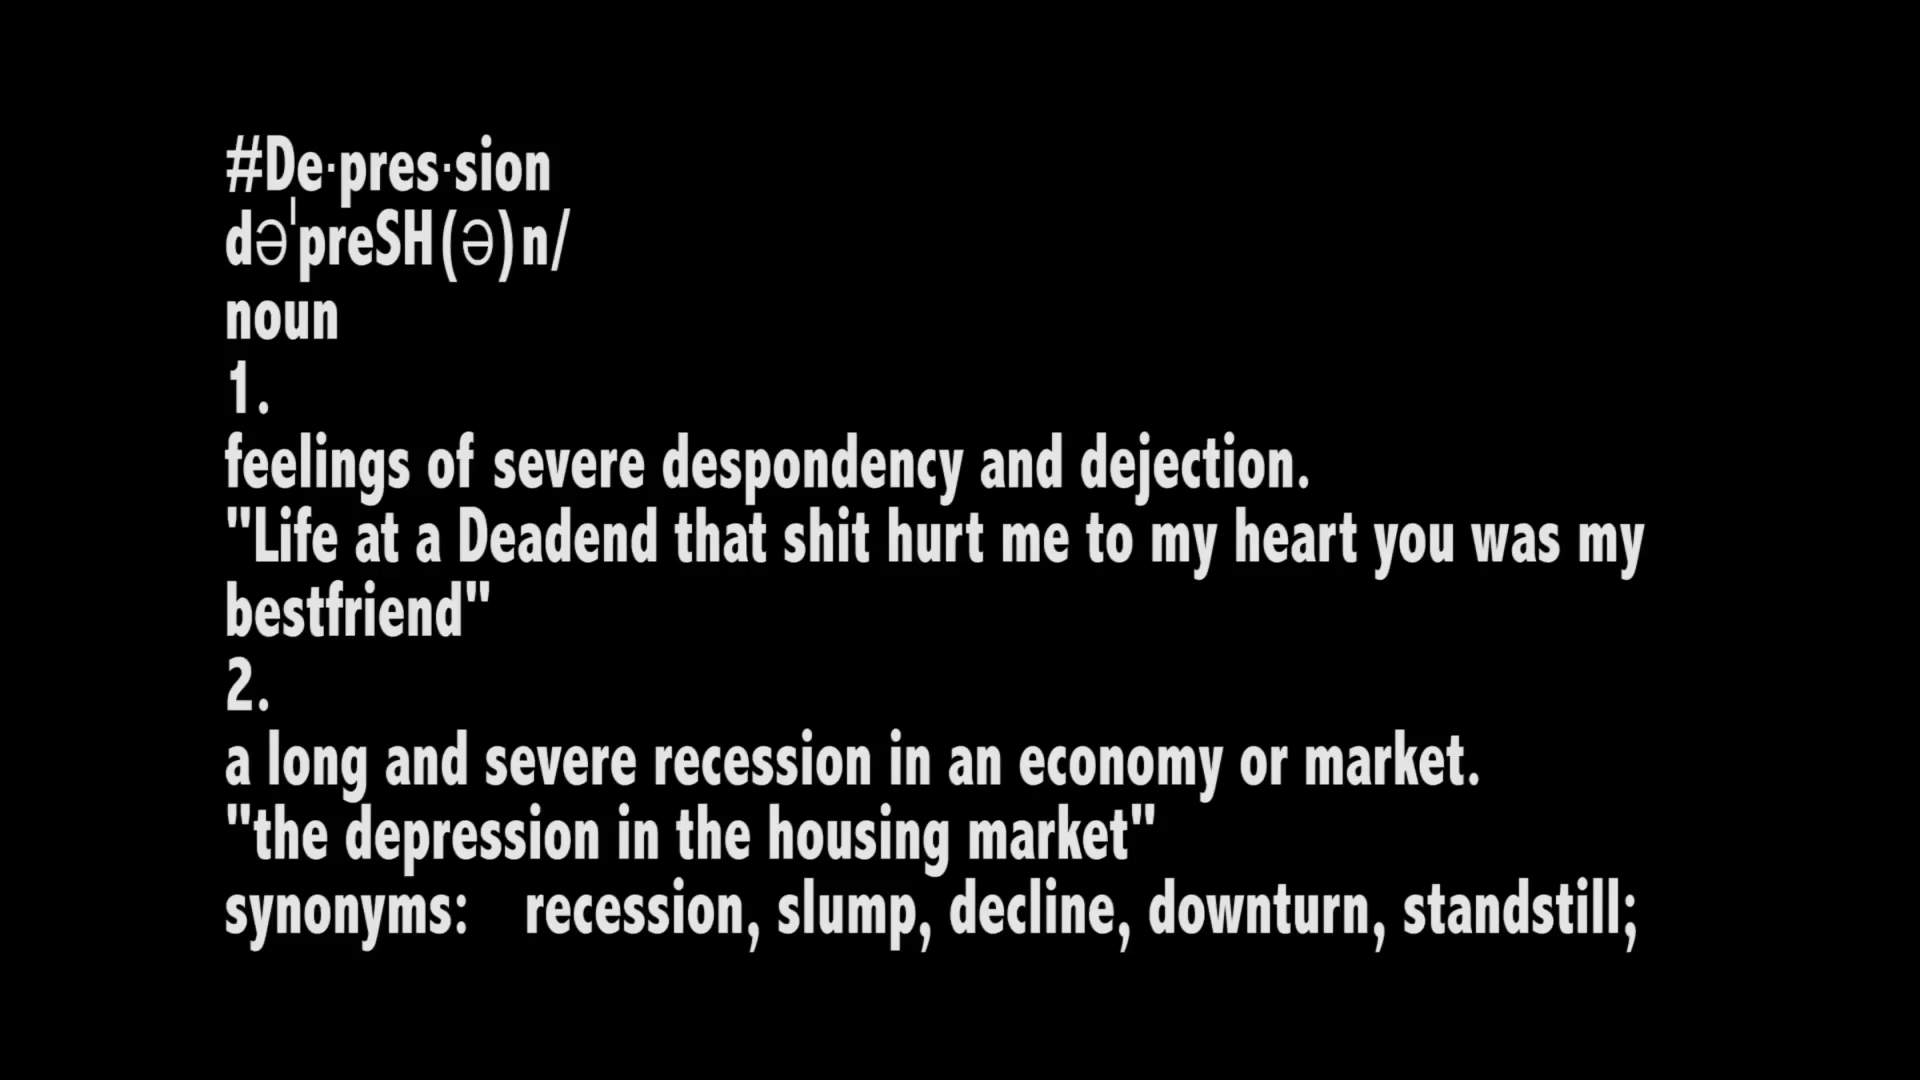 #De·pres·sion
dəˈpreSH(ə)n/
noun
1.
feelings of severe despondency and dejection.
"Life at a Deadend that shit hurt me to my heart you was my
bestfriend"
2.
a long and severe recession in an economy or market.
"the depression in the housing market"
synonyms: recession, slump, decline, downturn, standstill;